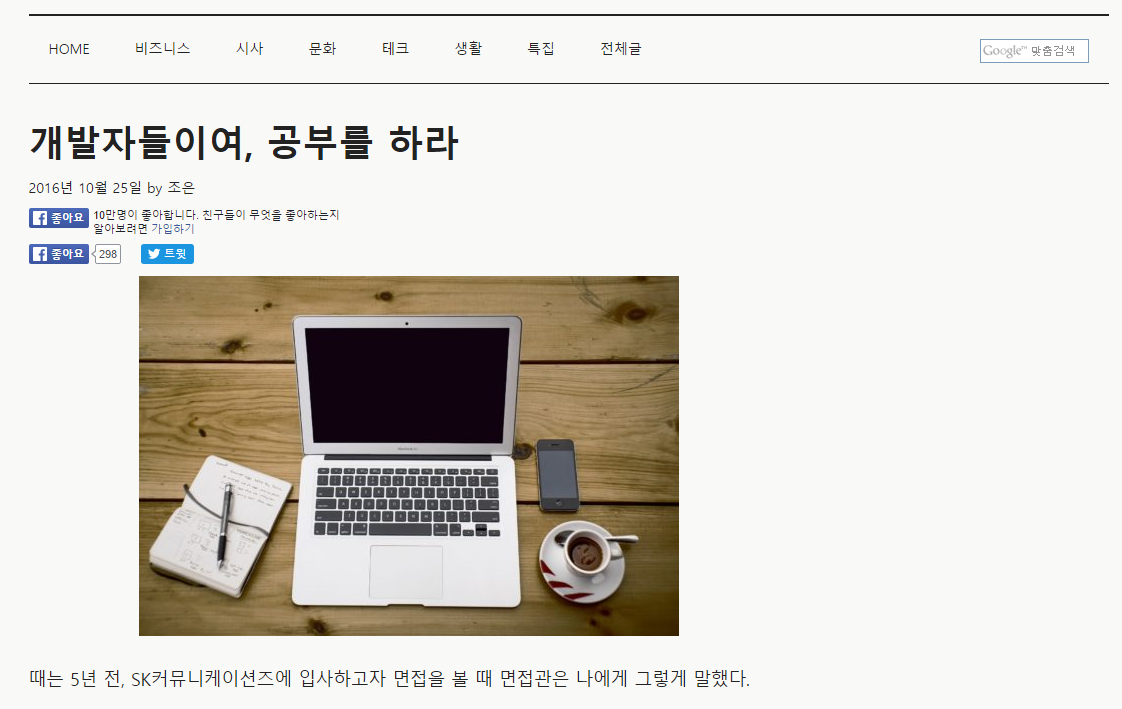 HOME 비즈니스 시사 문화 테크 생활 특집 전체글 Google™ 맞춤검색
개발자들이여, 공부를 하라
2016년 10월 25일 by 조은
좋아요 10만명이 좋아합니다. 친구들이 무엇을 좋아하는지
알아보려면 가입하기
좋아요 298 트윗
때는 5년 전, SK커뮤니케이션즈에 입사하고자 면접을 볼 때 면접관은 나에게 그렇게 말했다.